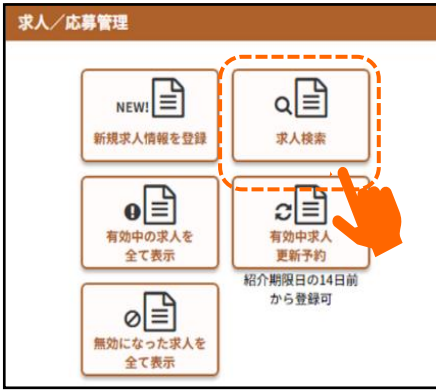 求人／応募管理
NEW!
新規求人情報を登録
求人検索
有効中の求人を
全て表示
有効中求人
更新予約
紹介期限日の14日前
から登録可
無効になった求人を
全て表示